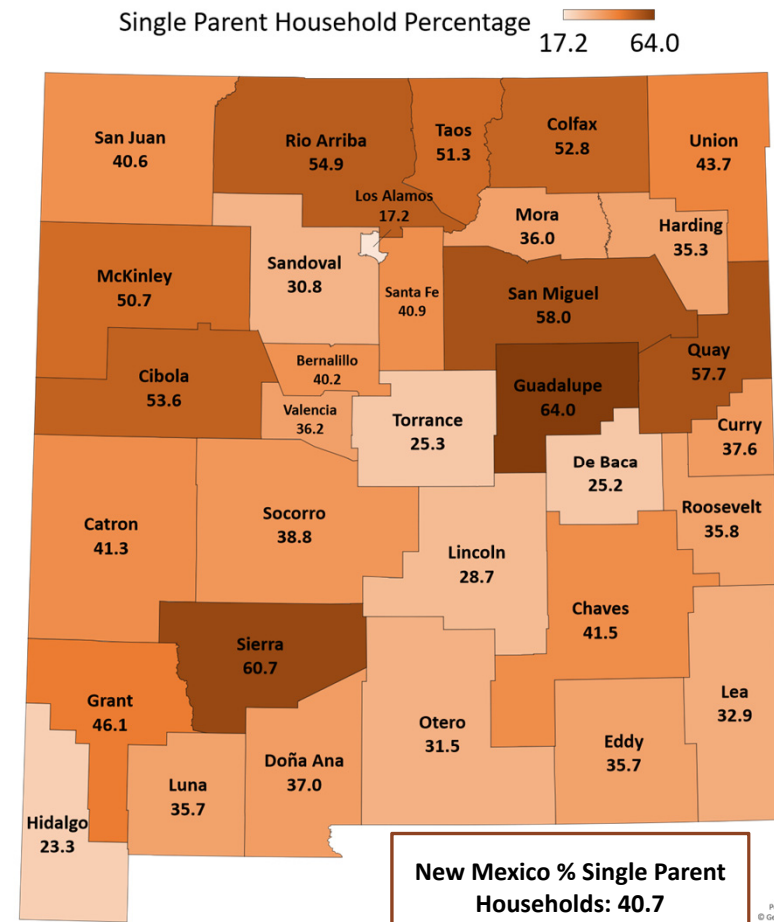 Single Parent Household Percentage
17.2 64.0
San Juan
40.6
Rio Arriba
54.9
Taos
51.3
Colfax
52.8
Union
43.7
Los Alamos
17.2
Mora
36.0
Harding
35.3
McKinley
50.7
Sandoval
30.8
Santa Fe
40.9
San Miguel
58.0
Quay
57.7
Cibola
53.6
Bernalillo
40.2
Guadalupe
64.0
Valencia
36.2
Torrance
25.3
Curry
37.6
De Baca
25.2
Roosevelt
35.8
Catron
41.3
Socorro
38.8
Lincoln
28.7
Chaves
41.5
Sierra
60.7
Grant
46.1
Lea
32.9
Otero
31.5
Eddy
35.7
Doña Ana
37.0
Luna
35.7
Hidalgo
23.3
New Mexico % Single Parent
Households: 40.7
P
© Ge